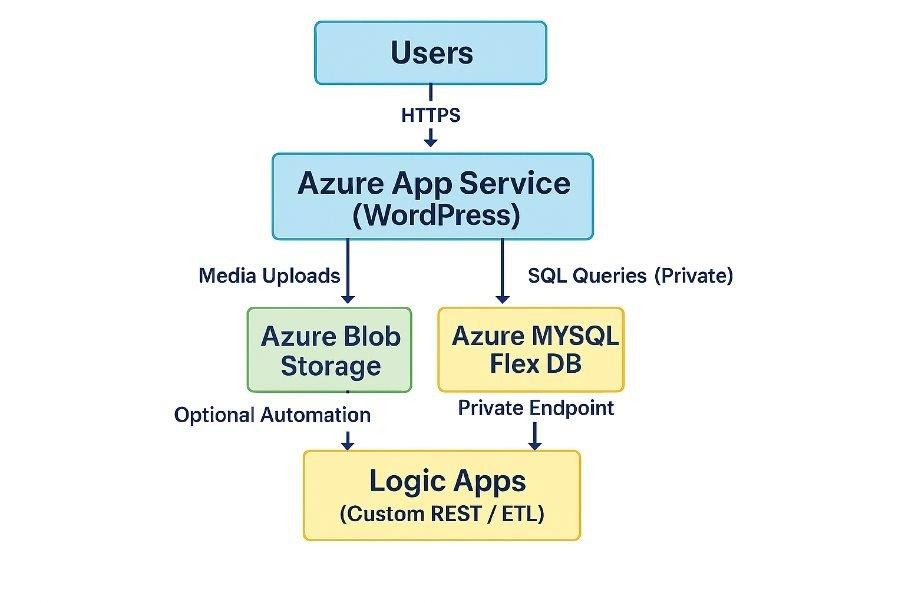 Users
HTTPS
Azure App Service
(WordPress)
Media Uploads
SQL Queries (Private)
Azure Blob
Storage
Azure MYSQL
Flex DB
Optional Automation
Private Endpoint
Logic Apps
(Custom REST / ETL)